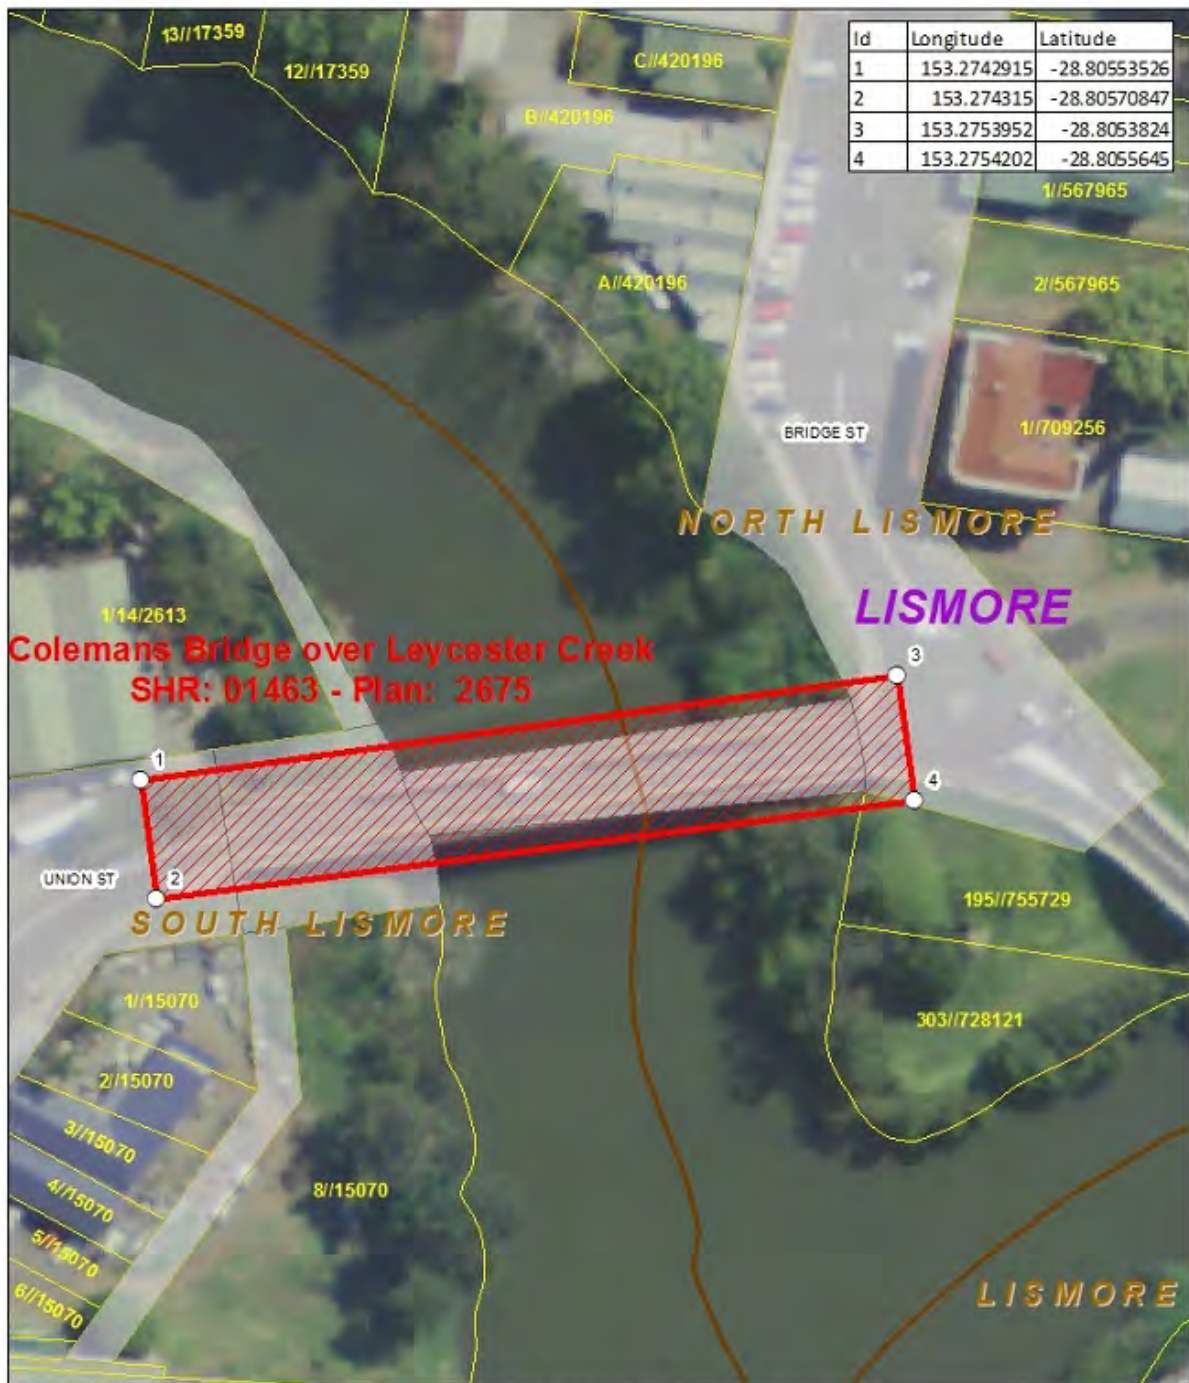 13//17359
12//17359
C//420196
B//420196
A//420196
Id Longitude Latitude
1 153.2742915 -28.80553526
2 153.274315 -28.80570847
3 153.2753952 -28.8053824
4 153.2754202 -28.8055645
1//567965
2//567965
BRIDGE ST
1//709256
NORTH LISMORE
LISMORE
1/14/2613
Colemans Bridge over Leycester Creek
SHR: 01463 - Plan: 2675
3
1
4
UNION ST
2
SOUTH LISMORE
195//755729
1//15070
303//728121
2//15070
3//15070
4//15070
8//15070
5//15070
6//15070
LISMORE